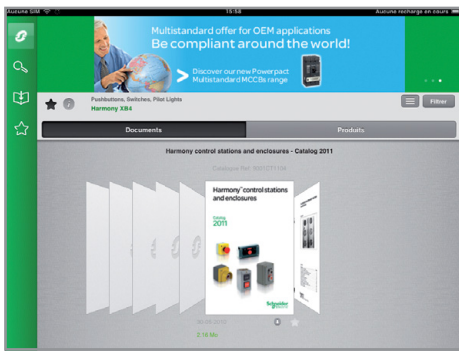 Aucune SIM
15:58
Aucune recharge en cours
Multistandard offer for OEM applications
Be compliant around the world!
Discover our new Powerpact
Multistandard MCCBs range
Pushbuttons, Switches, Pilot Lights
Harmony XB4
Filtrer
Documents
Produits
Harmony control stations and enclosures - Catalog 2011
Harmony™ control stations
and enclosures
Catalog
2011
Schneider
Electric
2.16 Mo